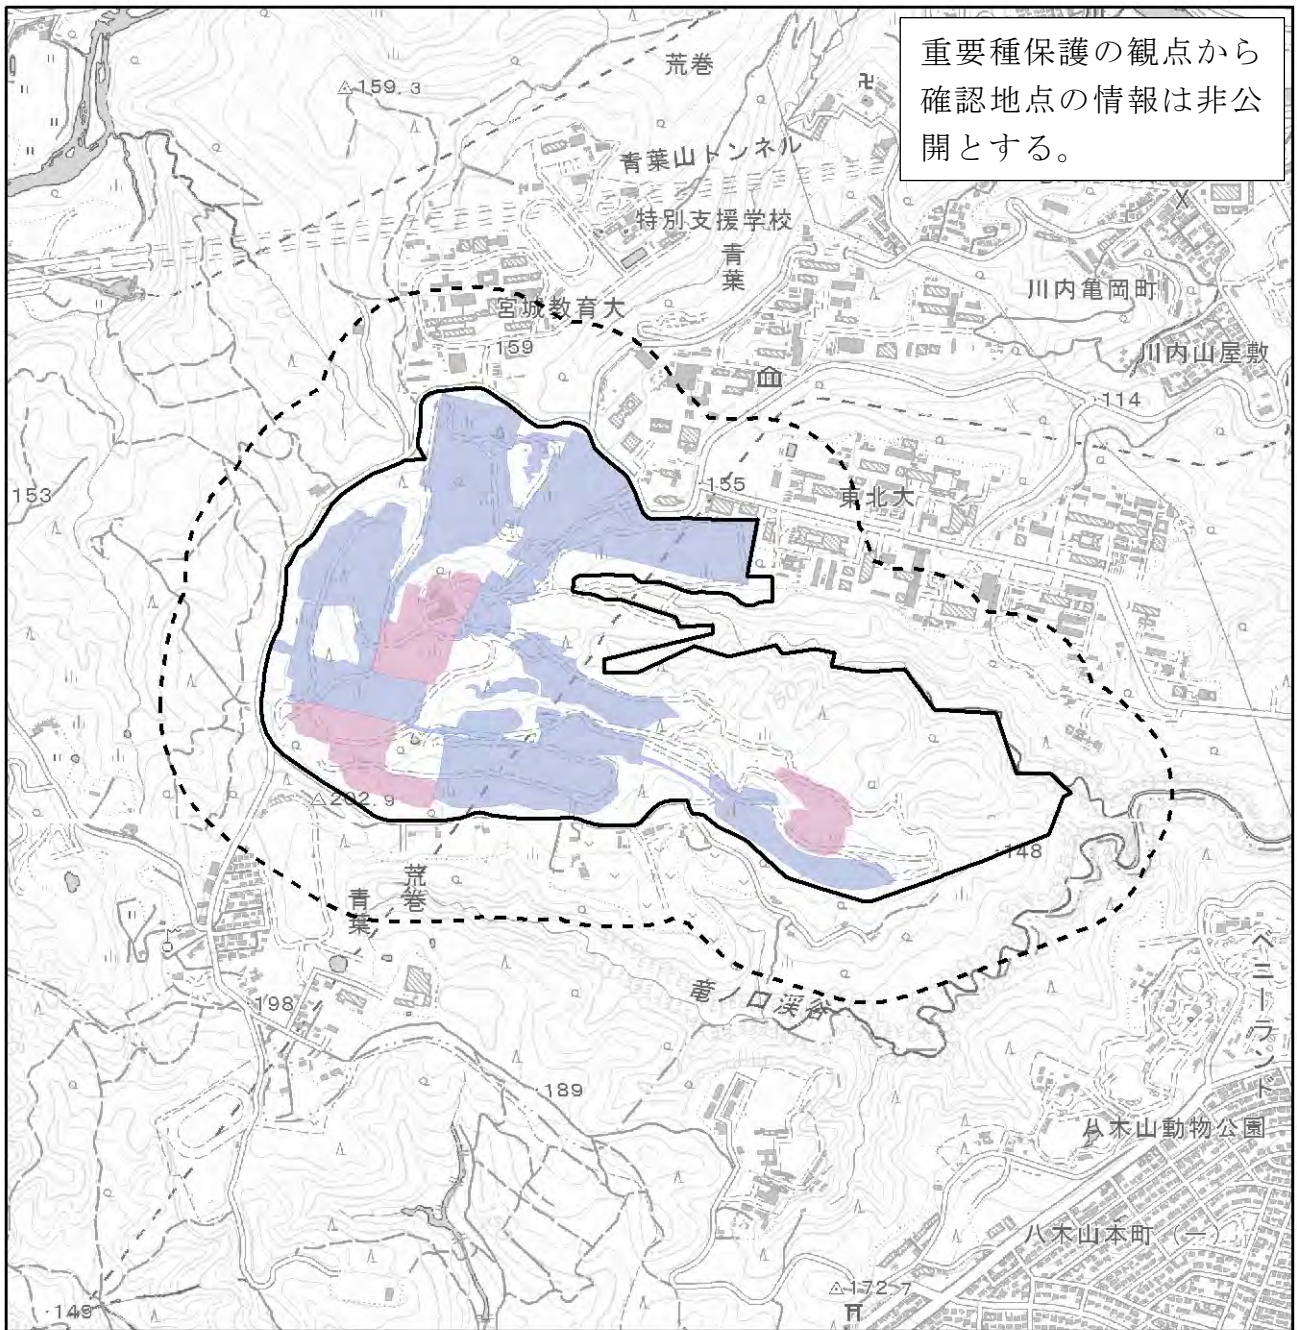 重要種保護の観点から
確認地点の情報は非公
開とする。
荒巻
159.3
青葉山トンネル
特別支援学校
青葉
川内亀岡町
宮城教育大
159
川内山屋敷
114
153
155
東北大
202.9
148
荒巻
青葉
198
竜ノ口渓谷
ベニーランド
189
八木山動物公園
八木山本町(一)
172.7
149